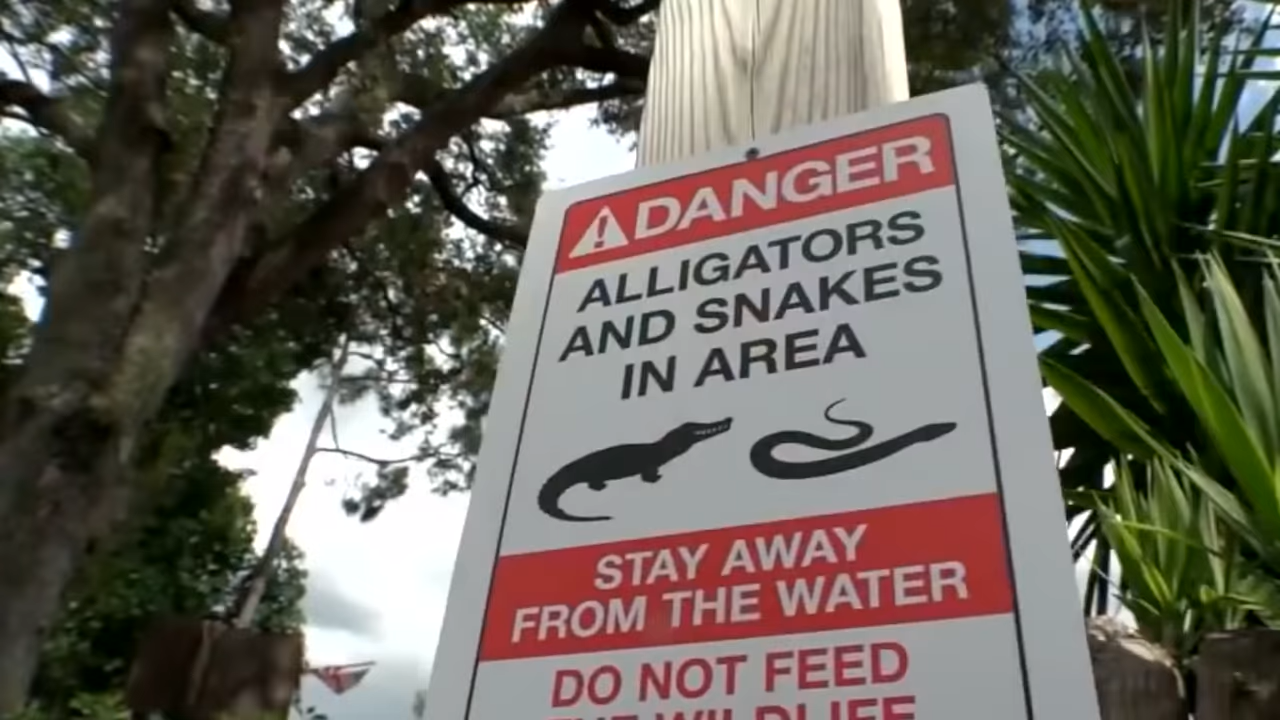 DANGER
ALLIGATORS
AND SNAKES
IN AREA
STAY AWAY
FROM THE WATER
DO NOT FEED
THE WILDLIFE